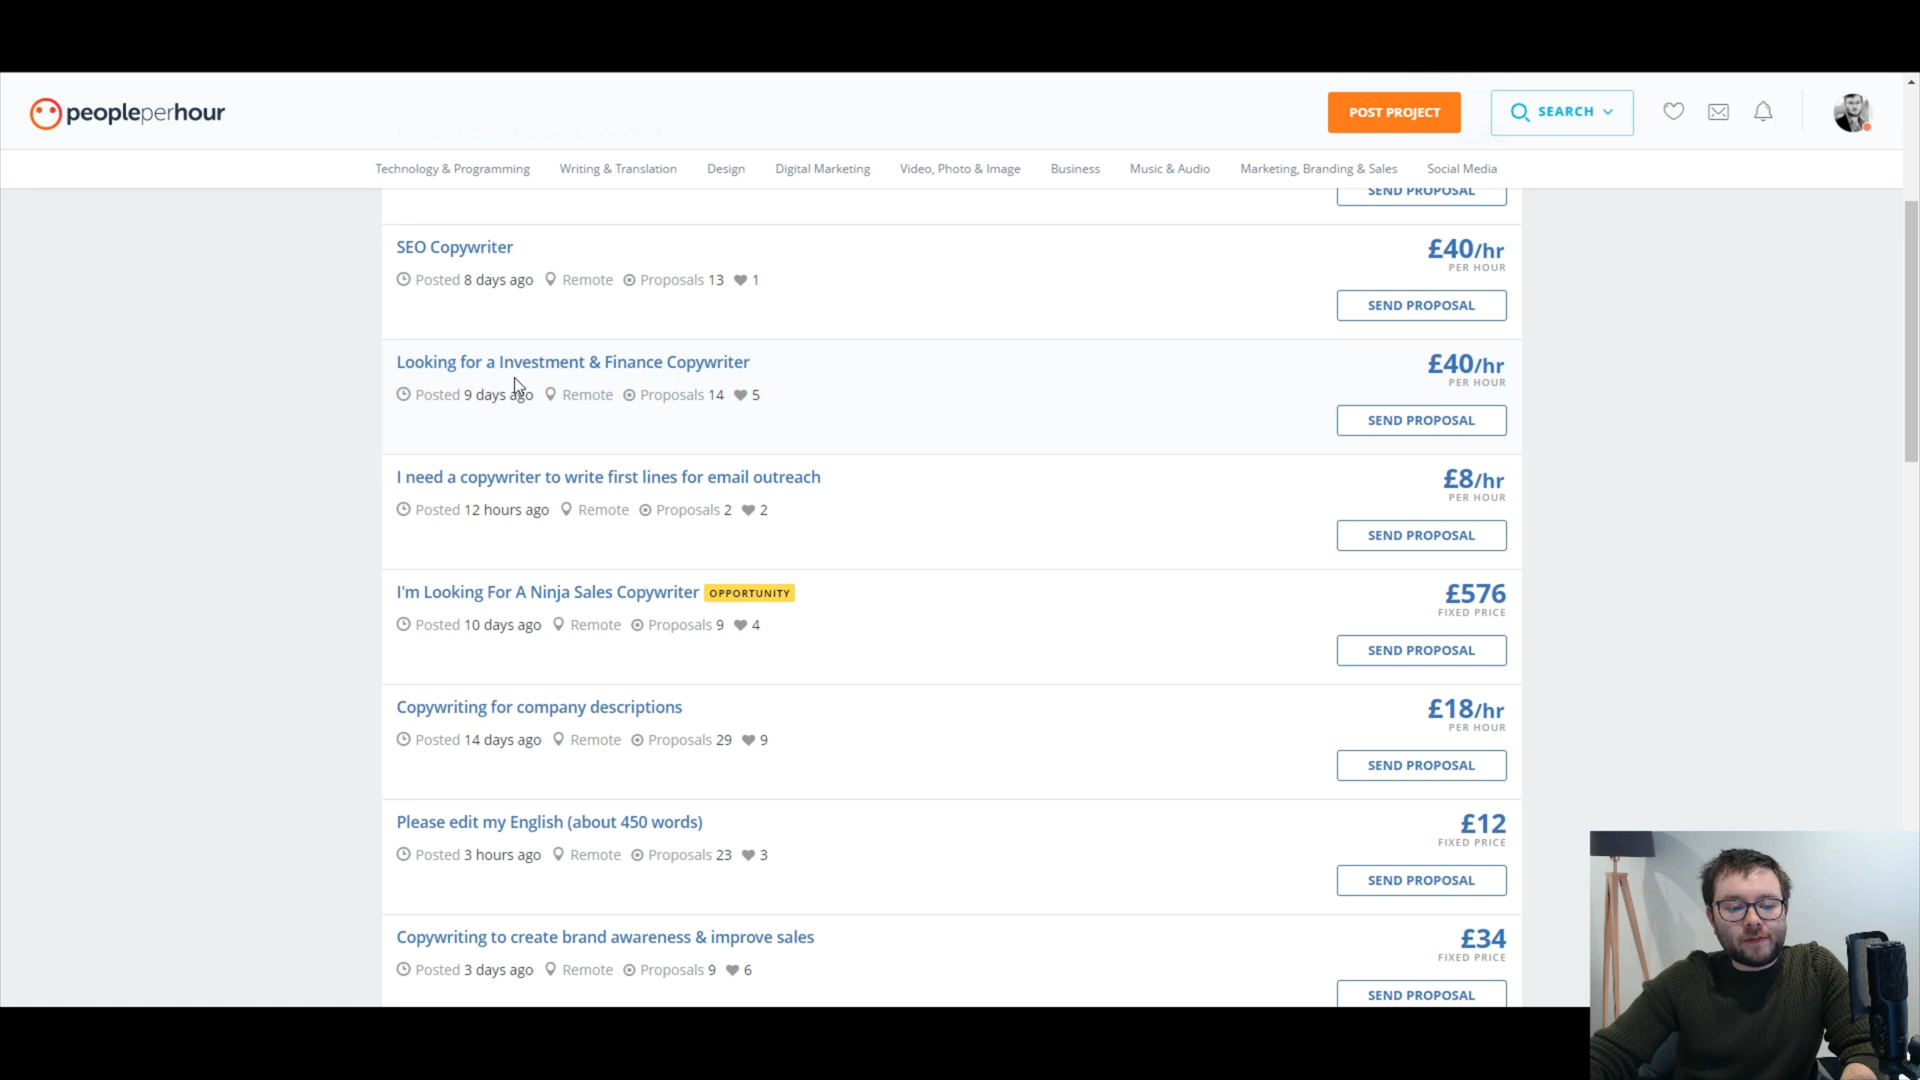 peopleperhour
POST PROJECT
SEARCH
Technology & Programming Writing & Translation Design Digital Marketing Video, Photo & Image Business Music & Audio Marketing, Branding & Sales Social Media
SEND PROPOSAL
SEO Copywriter
£40/hr
PER HOUR
Posted 8 days ago Remote Proposals 13 1
SEND PROPOSAL
Looking for a Investment & Finance Copywriter
£40/hr
PER HOUR
Posted 9 days ago Remote Proposals 14 5
SEND PROPOSAL
I need a copywriter to write first lines for email outreach
£8/hr
PER HOUR
Posted 12 hours ago Remote Proposals 2 2
SEND PROPOSAL
I'm Looking For A Ninja Sales Copywriter OPPORTUNITY
£576
FIXED PRICE
Posted 10 days ago Remote Proposals 9 4
SEND PROPOSAL
Copywriting for company descriptions
£18/hr
PER HOUR
Posted 14 days ago Remote Proposals 29 9
SEND PROPOSAL
Please edit my English (about 450 words)
£12
FIXED PRICE
Posted 3 hours ago Remote Proposals 23 3
SEND PROPOSAL
Copywriting to create brand awareness & improve sales
£34
FIXED PRICE
Posted 3 days ago Remote Proposals 9 6
SEND PROPOSAL